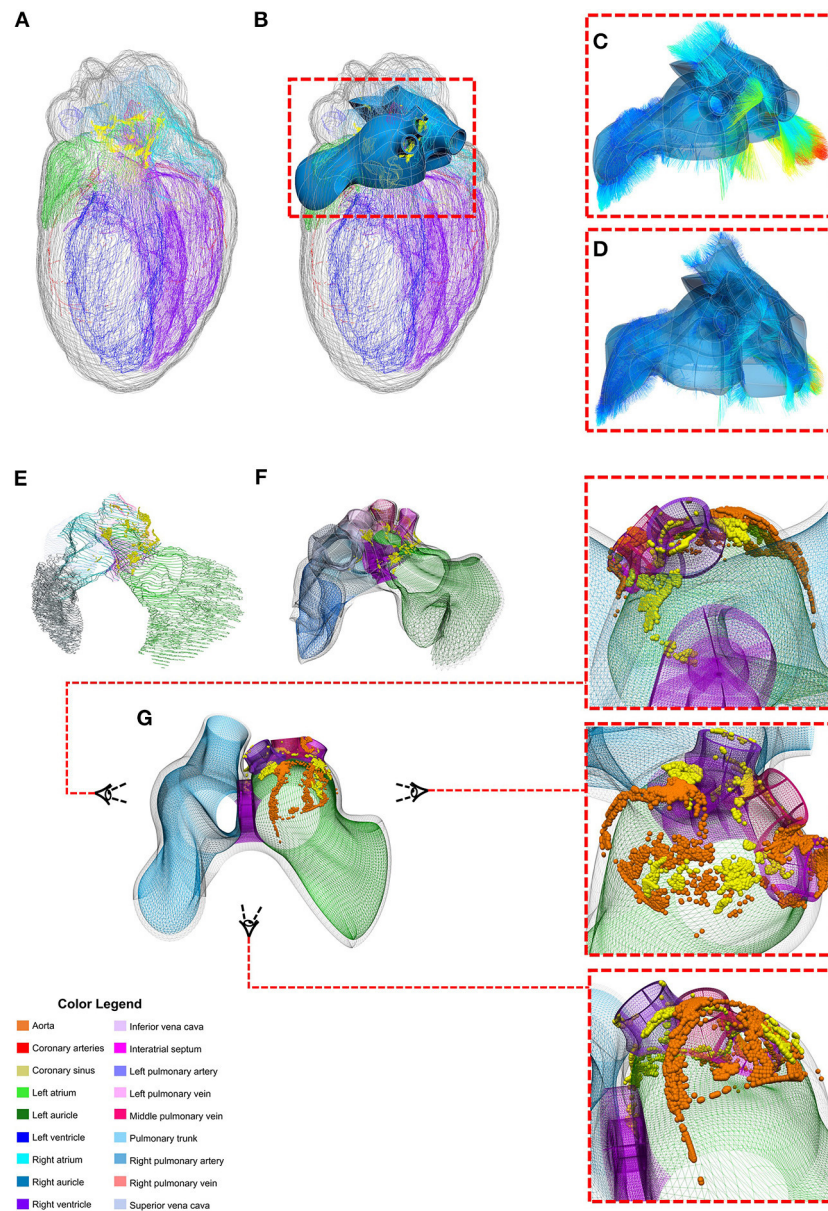 A
B
C
D
E
F
G
Color Legend
Aorta
Coronary arteries
Coronary sinus
Left atrium
Left auricle
Left ventricle
Right atrium
Right auricle
Right ventricle
Inferior vena cava
Interatrial septum
Left pulmonary artery
Left pulmonary vein
Middle pulmonary vein
Pulmonary trunk
Right pulmonary artery
Right pulmonary vein
Superior vena cava